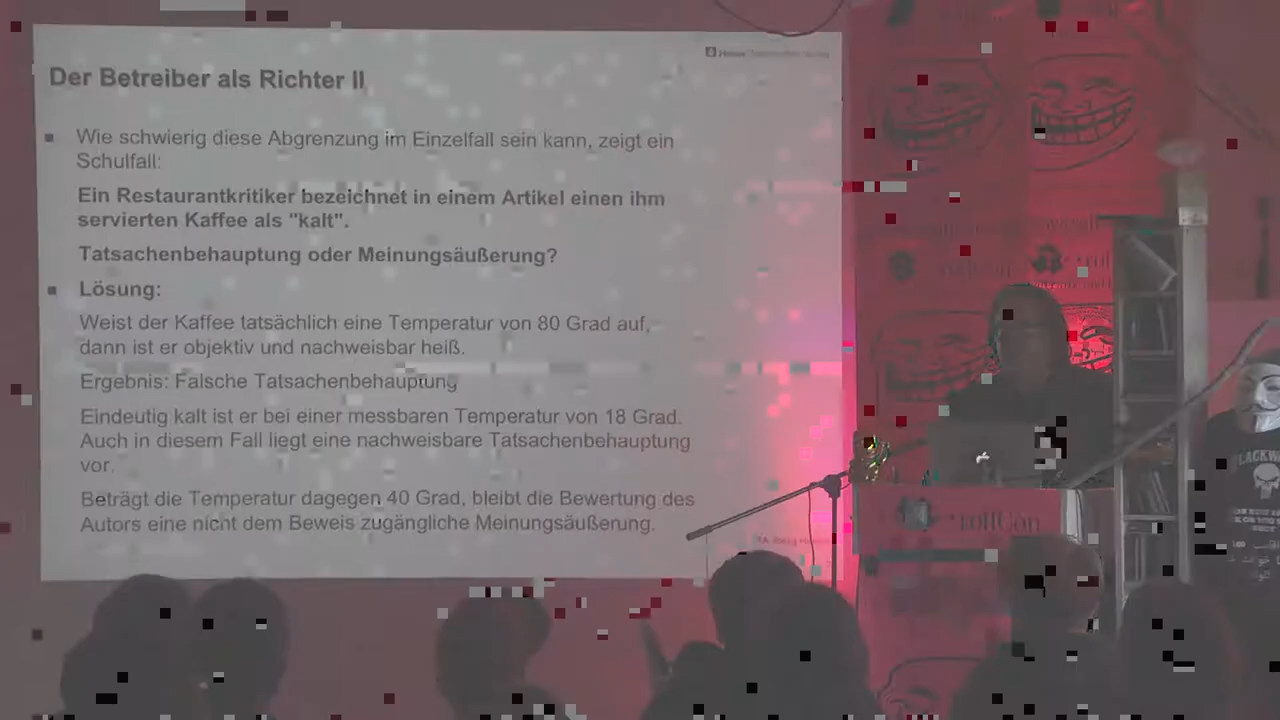 Der Betreiber als Richter II
Wie schwierig diese Abgrenzung im Einzelfall sein kann, zeigt ein
Schulfall:
Ein Restaurantkritiker bezeichnet in einem Artikel einen ihm
servierten Kaffee als "kalt".
Tatsachenbehauptung oder Meinungsäußerung?
Lösung:
Weist der Kaffee tatsächlich eine Temperatur von 80 Grad auf,
dann ist er objektiv und nachweisbar heiß.
Ergebnis: Falsche Tatsachenbehauptung
Eindeutig kalt ist er bei einer messbaren Temperatur von 18 Grad.
Auch in diesem Fall liegt eine nachweisbare Tatsachenbehauptung
vor.
Beträgt die Temperatur dagegen 40 Grad, bleibt die Bewertung des
Autors eine nicht dem Beweis zugängliche Meinungsäußerung.